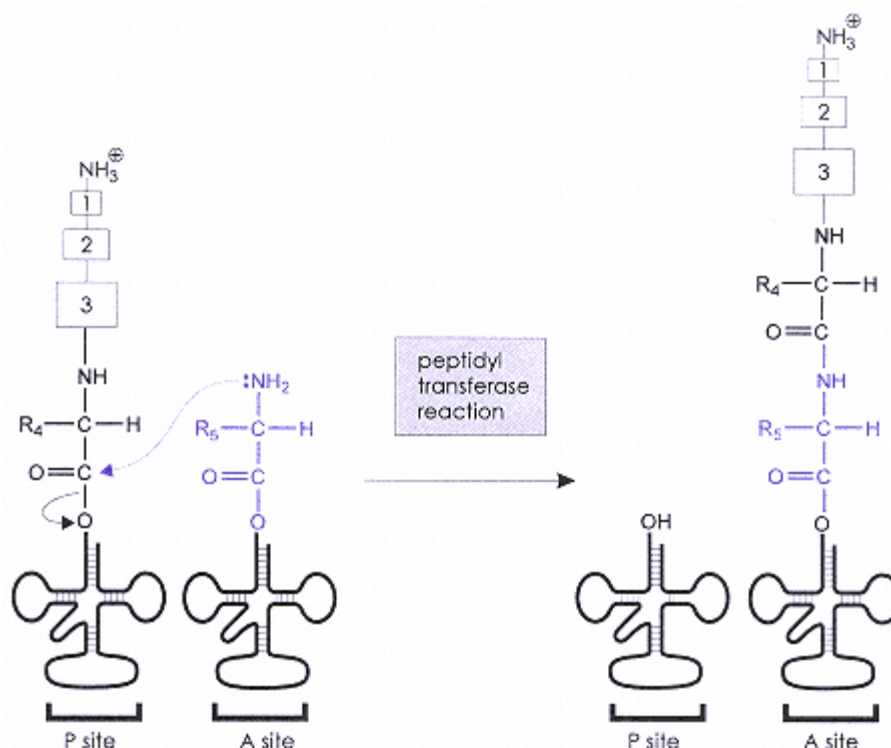 NH3⊕
1
2
3
NH
R4—C—H
O=C
O
:NH2
R5—C—H
O=C
O
P site
A site
peptidyl
transferase
reaction
NH3⊕
1
2
3
NH
R4—C—H
O=C
NH
R5—C—H
O=C
O
OH
P site
A site